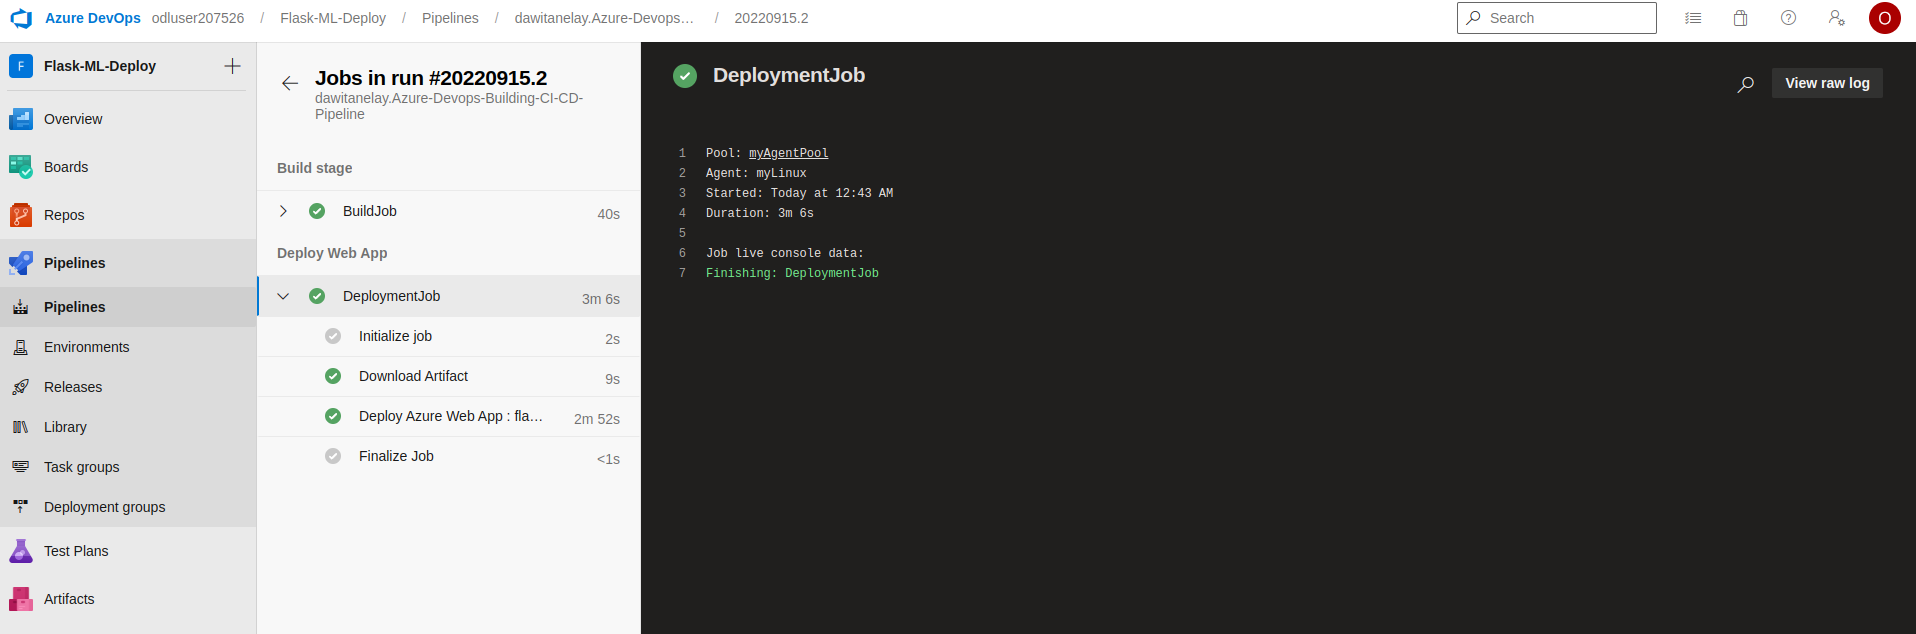 Azure DevOps odluser207526 / Flask-ML-Deploy / Pipelines / dawitanelay.Azure-Devops... / 20220915.2
Search
O
F Flask-ML-Deploy
Overview
Boards
Repos
Pipelines
Pipelines
Environments
Releases
Library
Task groups
Deployment groups
Test Plans
Artifacts
Jobs in run #20220915.2
dawitanelay.Azure-Devops-Building-CI-CD-
Pipeline
Build stage
BuildJob 40s
Deploy Web App
DeploymentJob 3m 6s
Initialize job 2s
Download Artifact 9s
Deploy Azure Web App : fla... 2m 52s
Finalize Job <1s
DeploymentJob
View raw log
1 Pool: myAgentPool
2 Agent: myLinux
3 Started: Today at 12:43 AM
4 Duration: 3m 6s
5
6 Job live console data:
7 Finishing: DeploymentJob